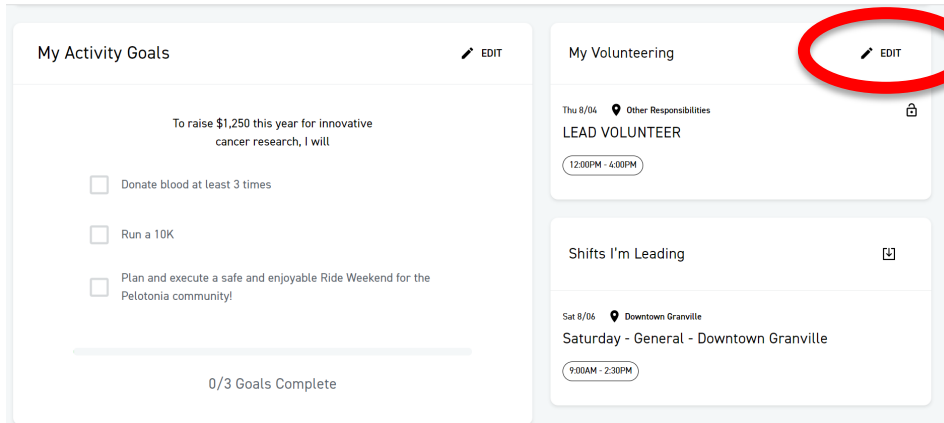 My Activity Goals
EDIT
To raise $1,250 this year for innovative
cancer research, I will
Donate blood at least 3 times
Run a 10K
Plan and execute a safe and enjoyable Ride Weekend for the
Pelotonia community!
0/3 Goals Complete
My Volunteering
EDIT
Thu 8/04 Other Responsibilities
LEAD VOLUNTEER
12:00PM - 4:00PM
Shifts I'm Leading
Sat 8/06 Downtown Granville
Saturday - General - Downtown Granville
9:00AM - 2:30PM